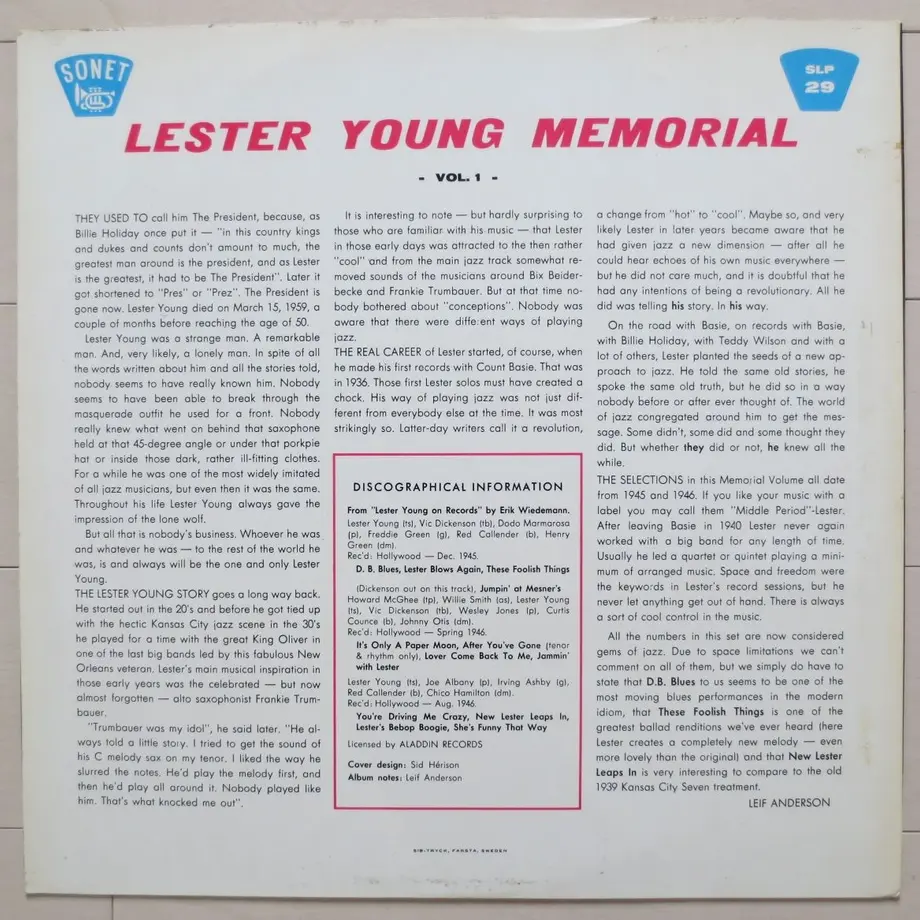 SONET
SLP
29
LESTER YOUNG MEMORIAL
- VOL. 1 -
THEY USED TO call him The President, because, as
Billie Holiday once put it — "in this country kings
and dukes and counts don't amount to much, the
greatest man around is the president, and as Lester
is the greatest, it had to be The President". Later it
got shortened to "Pres" or "Prez". The President is
gone now. Lester Young died on March 15, 1959, a
couple of months before reaching the age of 50.
Lester Young was a strange man. A remarkable
man. And, very likely, a lonely man. In spite of all
the words written about him and all the stories told,
nobody seems to have really known him. Nobody
seems to have been able to break through the
masquerade outfit he used for a front. Nobody
really knew what went on behind that saxophone
held at that 45-degree angle or under that porkpie
hat or inside those dark, rather ill-fitting clothes.
For a while he was one of the most widely imitated
of all jazz musicians, but even then it was the same.
Throughout his life Lester Young always gave the
impression of the lone wolf.
But all that is nobody's business. Whoever he was
and whatever he was — to the rest of the world he
was, is and always will be the one and only Lester
Young.
THE LESTER YOUNG STORY goes a long way back.
He started out in the 20's and before he got tied up
with the hectic Kansas City jazz scene in the 30's
he played for a time with the great King Oliver in
one of the last big bands led by this fabulous New
Orleans veteran. Lester's main musical inspiration in
those early years was the celebrated — but now
almost forgotten — alto saxophonist Frankie Trum-
bauer.
"Trumbauer was my idol", he said later. "He al-
ways told a little story. I tried to get the sound of
his C melody sax on my tenor. I liked the way he
slurred the notes. He'd play the melody first, and
then he'd play all around it. Nobody played like
him. That's what knocked me out".
It is interesting to note — but hardly surprising to
those who are familiar with his music — that Lester
in those early days was attracted to the then rather
"cool" and from the main jazz track somewhat re-
moved sounds of the musicians around Bix Beider-
becke and Frankie Trumbauer. But at that time no-
body bothered about "conceptions". Nobody was
aware that there were different ways of playing
jazz.
THE REAL CAREER of Lester started, of course, when
he made his first records with Count Basie. That was
in 1936. Those first Lester solos must have created a
chock. His way of playing jazz was not just dif-
ferent from everybody else at the time. It was most
strikingly so. Latter-day writers call it a revolution,
DISCOGRAPHICAL INFORMATION
From "Lester Young on Records" by Erik Wiedemann.
Lester Young (ts), Vic Dickenson (tb), Dodo Marmarosa
(p), Freddie Green (g), Red Callender (b), Henry
Green (dm).
Rec'd: Hollywood — Dec. 1945.
D. B. Blues, Lester Blows Again, These Foolish Things
(Dickenson out on this track), Jumpin' at Mesner's
Howard McGhee (tp), Willie Smith (as), Lester Young
(ts), Vic Dickenson (tb), Wesley Jones (p), Curtis
Counce (b), Johnny Otis (dm).
Rec'd: Hollywood — Spring 1946.
It's Only A Paper Moon, After You've Gone (tenor
& rhythm only), Lover Come Back To Me, Jammin'
with Lester
Lester Young (ts), Joe Albany (p), Irving Ashby (g),
Red Callender (b), Chico Hamilton (dm).
Rec'd: Hollywood — Aug. 1946.
You're Driving Me Crazy, New Lester Leaps In,
Lester's Bebop Boogie, She's Funny That Way
Licensed by ALADDIN RECORDS
Cover design: Sid Hérison
Album notes: Leif Anderson
a change from "hot" to "cool". Maybe so, and very
likely Lester in later years became aware that he
had given jazz a new dimension — after all he
could hear echoes of his own music everywhere —
but he did not care much, and it is doubtful that he
had any intentions of being a revolutionary. All he
did was telling his story. In his way.
On the road with Basie, on records with Basie,
with Billie Holiday, with Teddy Wilson and with a
lot of others, Lester planted the seeds of a new ap-
proach to jazz. He told the same old stories, he
spoke the same old truth, but he did so in a way
nobody before or after ever thought of. The world
of jazz congregated around him to get the mes-
sage. Some didn't, some did and some thought they
did. But whether they did or not, he knew all the
while.
THE SELECTIONS in this Memorial Volume all date
from 1945 and 1946. If you like your music with a
label you may call them "Middle Period"-Lester.
After leaving Basie in 1940 Lester never again
worked with a big band for any length of time.
Usually he led a quartet or quintet playing a mini-
mum of arranged music. Space and freedom were
the keywords in Lester's record sessions, but he
never let anything get out of hand. There is always
a sort of cool control in the music.
All the numbers in this set are now considered
gems of jazz. Due to space limitations we can't
comment on all of them, but we simply do have to
state that D.B. Blues to us seems to be one of the
most moving blues performances in the modern
idiom, that These Foolish Things is one of the
greatest ballad renditions we've ever heard (here
Lester creates a completely new melody — even
more lovely than the original) and that New Lester
Leaps In is very interesting to compare to the old
1939 Kansas City Seven treatment.
LEIF ANDERSON
SIB-TRYCK, FARSTA, SWEDEN